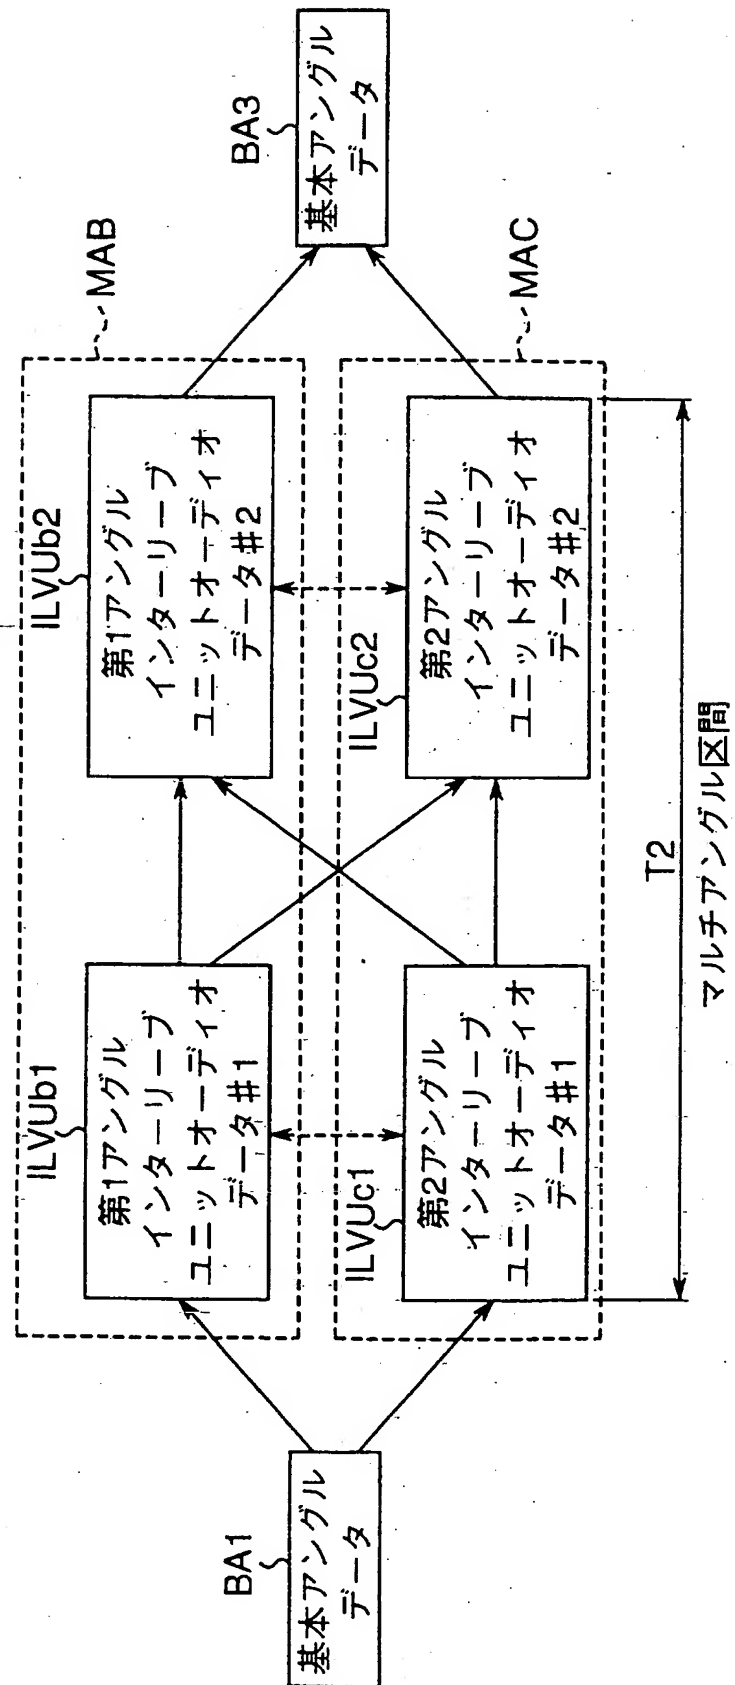 BA1
基本アングル
データ
MAB
ILVUb1
第1アングル
インターリーブ
ユニットオーディオ
データ#1
ILVUb2
第1アングル
インターリーブ
ユニットオーディオ
データ#2
ILVUc1
第2アングル
インターリーブ
ユニットオーディオ
データ#1
ILVUc2
第2アングル
インターリーブ
ユニットオーディオ
データ#2
MAC
BA3
基本アングル
データ
T2
マルチアングル区間